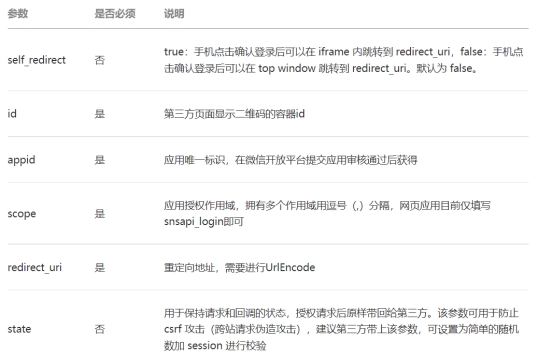 参数 是否必须 说明
self_redirect 否 true：手机点击确认登录后可以在 iframe 内跳转到 redirect_uri，false：手机点
击确认登录后可以在 top window 跳转到 redirect_uri。默认为 false。
id 是 第三方页面显示二维码的容器id
appid 是 应用唯一标识，在微信开放平台提交应用审核通过后获得
scope 是 应用授权作用域，拥有多个作用域用逗号（,）分隔，网页应用目前仅填写
snsapi_login即可
redirect_uri 是 重定向地址，需要进行UrlEncode
state 否 用于保持请求和回调的状态，授权请求后原样带回给第三方。该参数可用于防止
csrf 攻击（跨站请求伪造攻击），建议第三方带上该参数，可设置为简单的随机
数加 session 进行校验